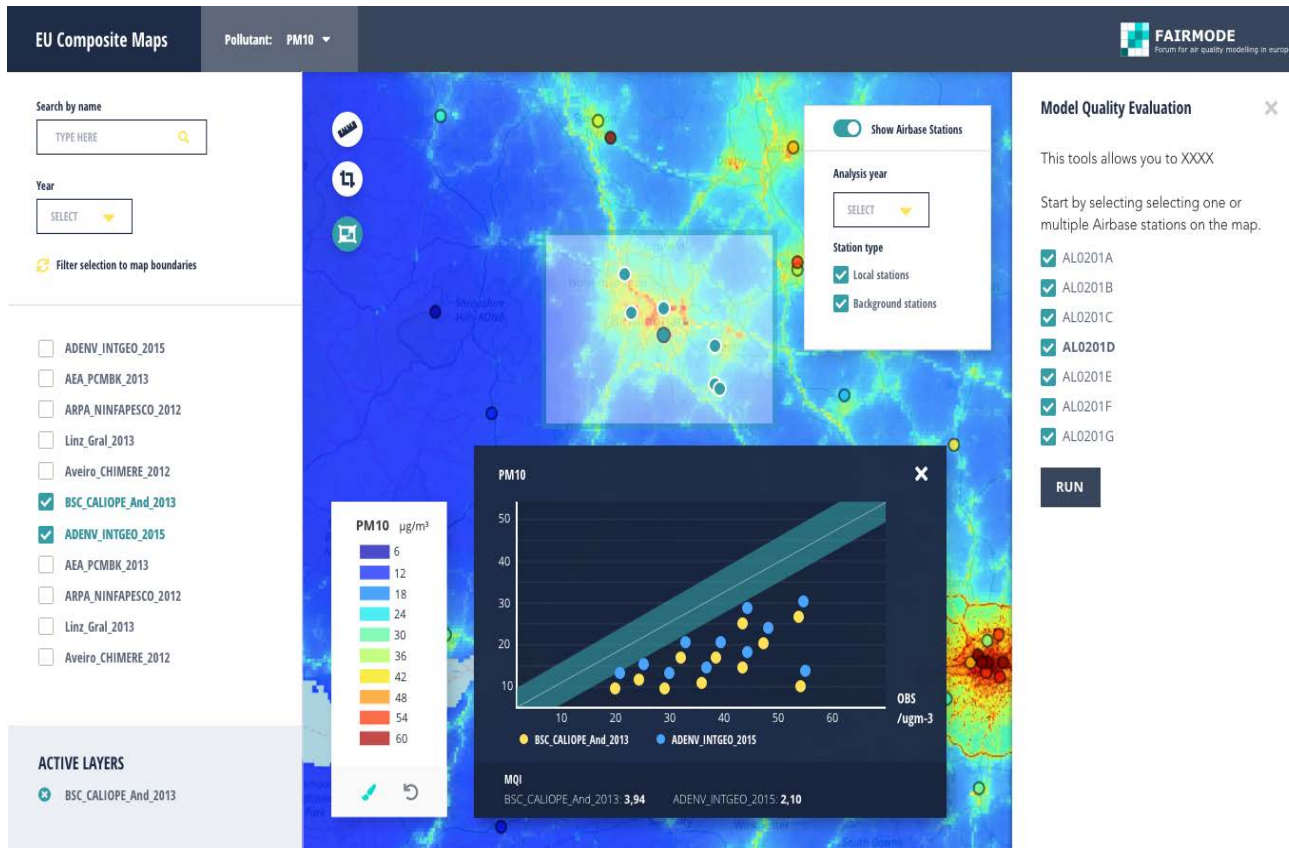 EU Composite Maps
Pollutant: PM10
FAIRMODE
Forum for air quality modelling in europ
Search by name
TYPE HERE
Year
SELECT
Filter selection to map boundaries
ADENV_INTGEO_2015
AEA_PCMBK_2013
ARPA_NINFAPESCO_2012
Linz_Gral_2013
Aveiro_CHIMERE_2012
BSC_CALIOPE_And_2013
ADENV_INTGEO_2015
AEA_PCMBK_2013
ARPA_NINFAPESCO_2012
Linz_Gral_2013
Aveiro_CHIMERE_2012
ACTIVE LAYERS
BSC_CALIOPE_And_2013
Show Airbase Stations
Analysis year
SELECT
Station type
Local stations
Background stations
PM10 µg/m³
6
12
18
24
30
36
42
48
54
60
PM10
50
40
30
20
10
10 20 30 40 50 60
OBS
/ugm-3
BSC_CALIOPE_And_2013 ADENV_INTGEO_2015
MQI
BSC_CALIOPE_And_2013: 3,94 ADENV_INTGEO_2015: 2,10
Model Quality Evaluation
This tools allows you to XXXX
Start by selecting selecting one or
multiple Airbase stations on the map.
AL0201A
AL0201B
AL0201C
AL0201D
AL0201E
AL0201F
AL0201G
RUN